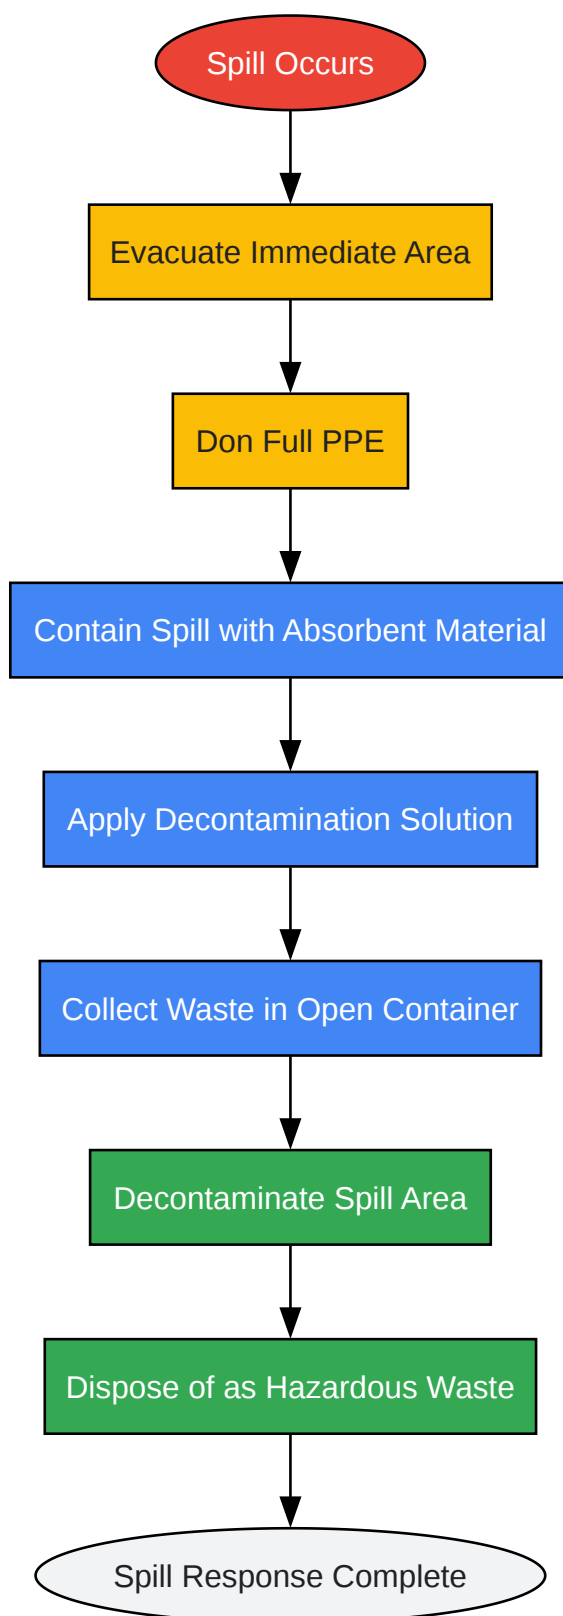 Spill Occurs
Evacuate Immediate Area
Don Full PPE
Contain Spill with Absorbent Material
Apply Decontamination Solution
Collect Waste in Open Container
Decontaminate Spill Area
Dispose of as Hazardous Waste
Spill Response Complete